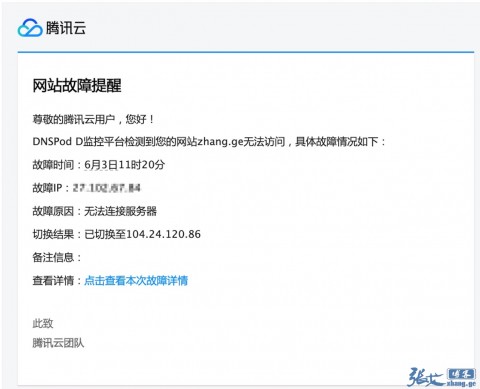 腾讯云
网站故障提醒
尊敬的腾讯云用户，您好！
DNSPod D监控平台检测到您的网站zhang.ge无法访问，具体故障情况如下：
故障时间：6月3日11时20分
故障IP：
故障原因：无法连接服务器
切换结果：已切换至104.24.120.86
备注信息：
查看详情：点击查看本次故障详情
此致
腾讯云团队
张戈博客
zhang.ge